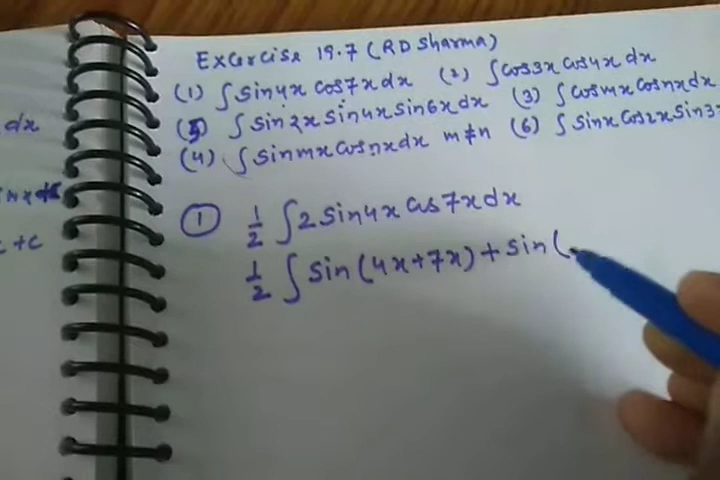 Excercise 19.7 (RD Sharma)
(1) ∫ sin4x cos7x dx (2) ∫ cos3x cos4x dx
(5) ∫ sin2x sin4x sin6x dx (3) ∫ cosmx cosnx dx
(4) ∫ sinmx cosnx dx m≠n (6) ∫ sinx cos2x sin3
dx
+c
① 1/2 ∫ 2 sin4x cos7x dx
1/2 ∫ sin(4x+7x) + sin(